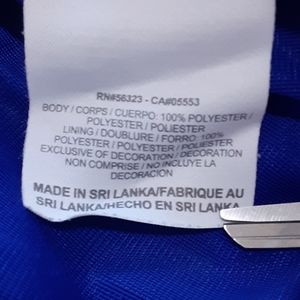 RN#56323 - CA#05553
BODY / CORPS / CUERPO: 100% POLYESTER /
POLYESTER / POLIESTER
LINING / DOUBLURE / FORRO: 100%
POLYESTER / POLYESTER / POLIESTER
EXCLUSIVE OF DECORATION / DECORATION
NON COMPRISE / NO INCLUYE LA
DECORACION
MADE IN SRI LANKA/FABRIQUE AU
SRI LANKA/HECHO EN SRI LANKA